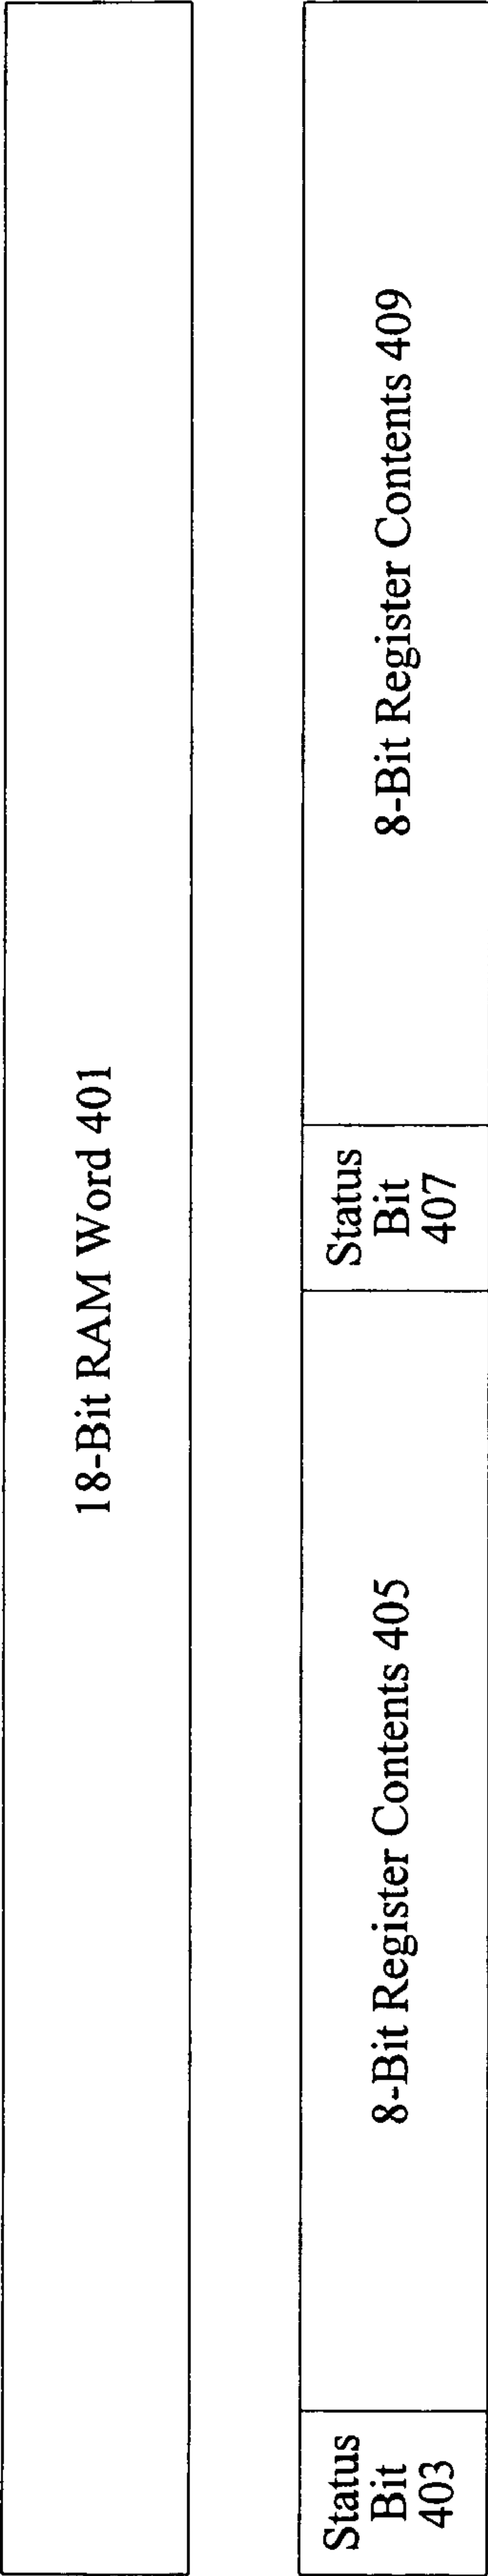 18-Bit RAM Word 401
Status
Bit
403
8-Bit Register Contents 405
Status
Bit
407
8-Bit Register Contents 409